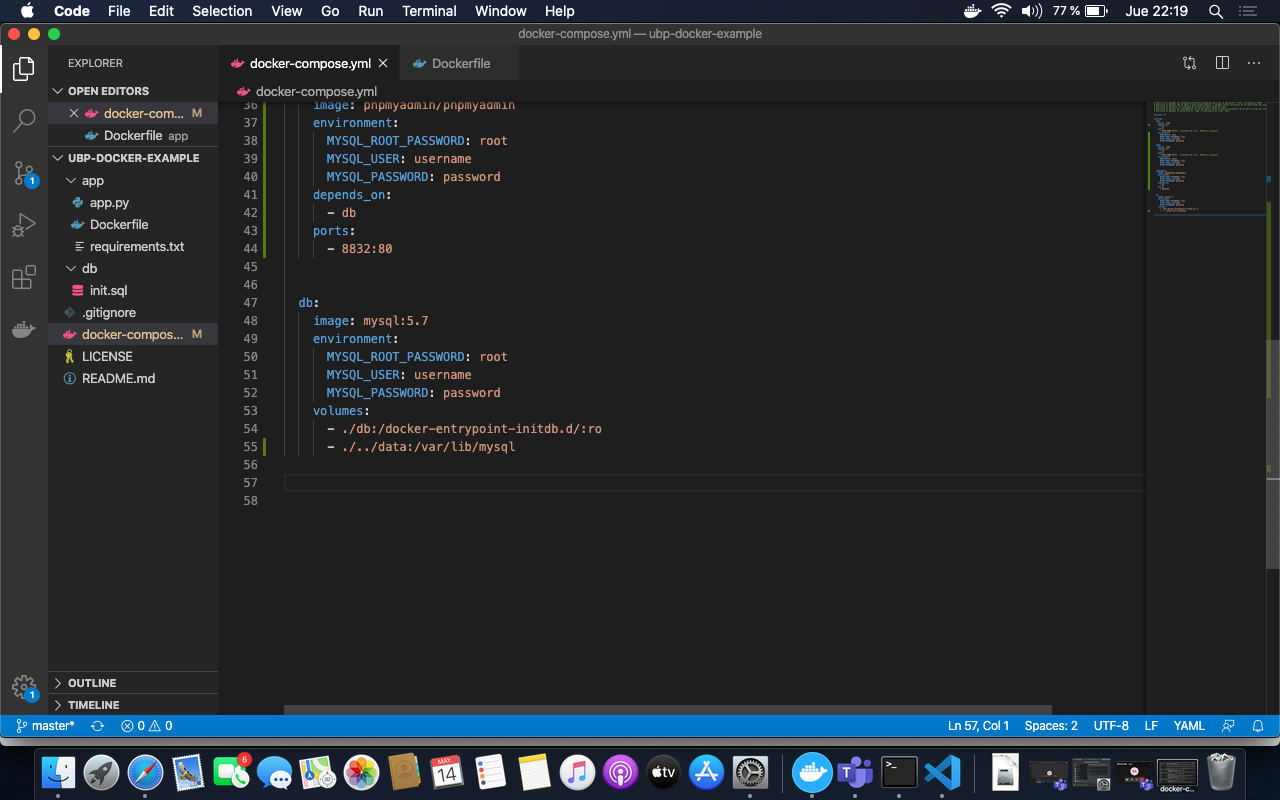 Code File Edit Selection View Go Run Terminal Window Help 77 % Jue 22:19
docker-compose.yml — ubp-docker-example
EXPLORER
OPEN EDITORS
docker-com... M
Dockerfile app
UBP-DOCKER-EXAMPLE
app
app.py
Dockerfile
requirements.txt
db
init.sql
.gitignore
docker-compos... M
LICENSE
README.md
OUTLINE
TIMELINE
docker-compose.yml Dockerfile
docker-compose.yml
36 image: phpmyadmin/phpmyadmin
37 environment:
38 MYSQL_ROOT_PASSWORD: root
39 MYSQL_USER: username
40 MYSQL_PASSWORD: password
41 depends_on:
42 - db
43 ports:
44 - 8832:80
45
46
47 db:
48 image: mysql:5.7
49 environment:
50 MYSQL_ROOT_PASSWORD: root
51 MYSQL_USER: username
52 MYSQL_PASSWORD: password
53 volumes:
54 - ./db:/docker-entrypoint-initdb.d/:ro
55 - ./../data:/var/lib/mysql
56
57
58
1
1
master* 0 0 Ln 57, Col 1 Spaces: 2 UTF-8 LF YAML
5
MAY
14
tv
docker-c...